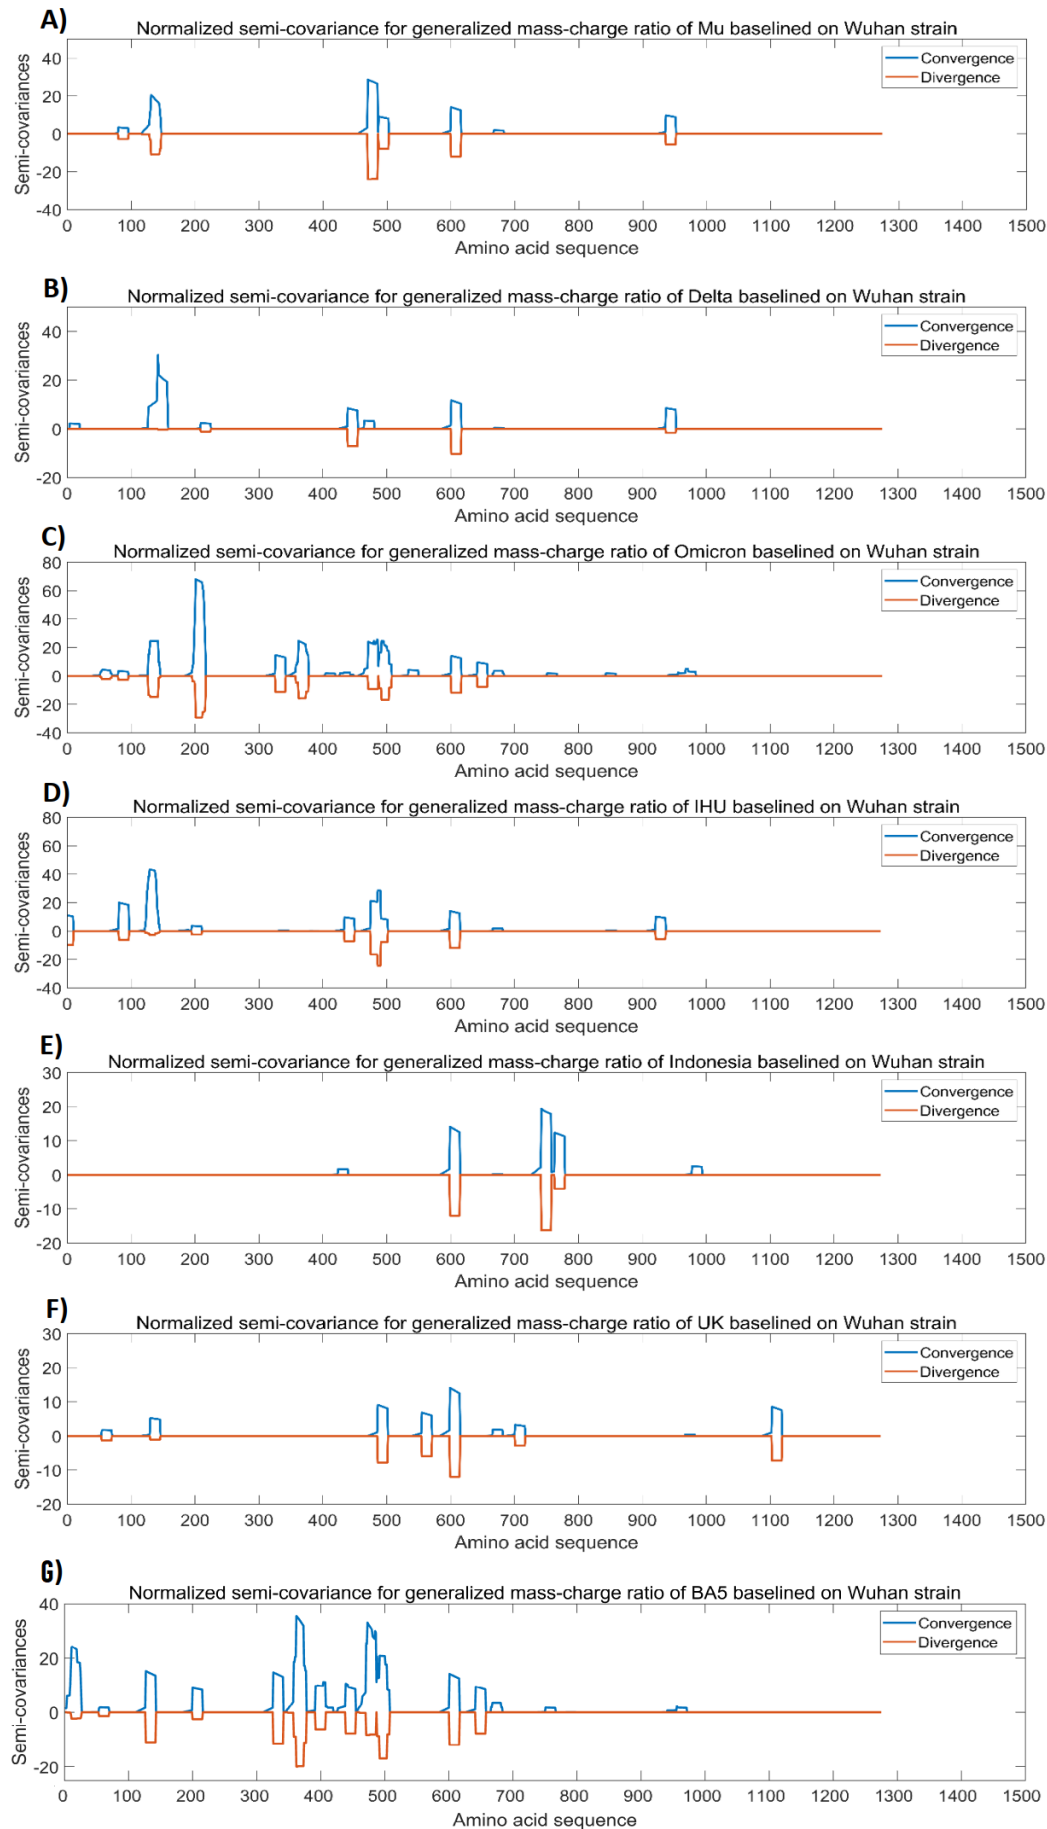 A)
Normalized semi-covariance for generalized mass-charge ratio of Mu baselined on Wuhan strain
Semi-covariances
40
20
0
-20
-40
Convergence
Divergence
0 100 200 300 400 500 600 700 800 900 1000 1100 1200 1300 1400 1500
Amino acid sequence
B)
Normalized semi-covariance for generalized mass-charge ratio of Delta baselined on Wuhan strain
Semi-covariances
40
20
0
-20
Convergence
Divergence
0 100 200 300 400 500 600 700 800 900 1000 1100 1200 1300 1400 1500
Amino acid sequence
C)
Normalized semi-covariance for generalized mass-charge ratio of Omicron baselined on Wuhan strain
Semi-covariances
80
60
40
20
0
-20
-40
Convergence
Divergence
0 100 200 300 400 500 600 700 800 900 1000 1100 1200 1300 1400 1500
Amino acid sequence
D)
Normalized semi-covariance for generalized mass-charge ratio of IHU baselined on Wuhan strain
Semi-covariances
80
60
40
20
0
-20
-40
Convergence
Divergence
0 100 200 300 400 500 600 700 800 900 1000 1100 1200 1300 1400 1500
Amino acid sequence
E)
Normalized semi-covariance for generalized mass-charge ratio of Indonesia baselined on Wuhan strain
Semi-covariances
30
20
10
0
-10
-20
Convergence
Divergence
0 100 200 300 400 500 600 700 800 900 1000 1100 1200 1300 1400 1500
Amino acid sequence
F)
Normalized semi-covariance for generalized mass-charge ratio of UK baselined on Wuhan strain
Semi-covariances
30
20
10
0
-10
-20
Convergence
Divergence
0 100 200 300 400 500 600 700 800 900 1000 1100 1200 1300 1400 1500
Amino acid sequence
G)
Normalized semi-covariance for generalized mass-charge ratio of BA5 baselined on Wuhan strain
Semi-covariances
40
20
0
-20
Convergence
Divergence
0 100 200 300 400 500 600 700 800 900 1000 1100 1200 1300 1400 1500
Amino acid sequence